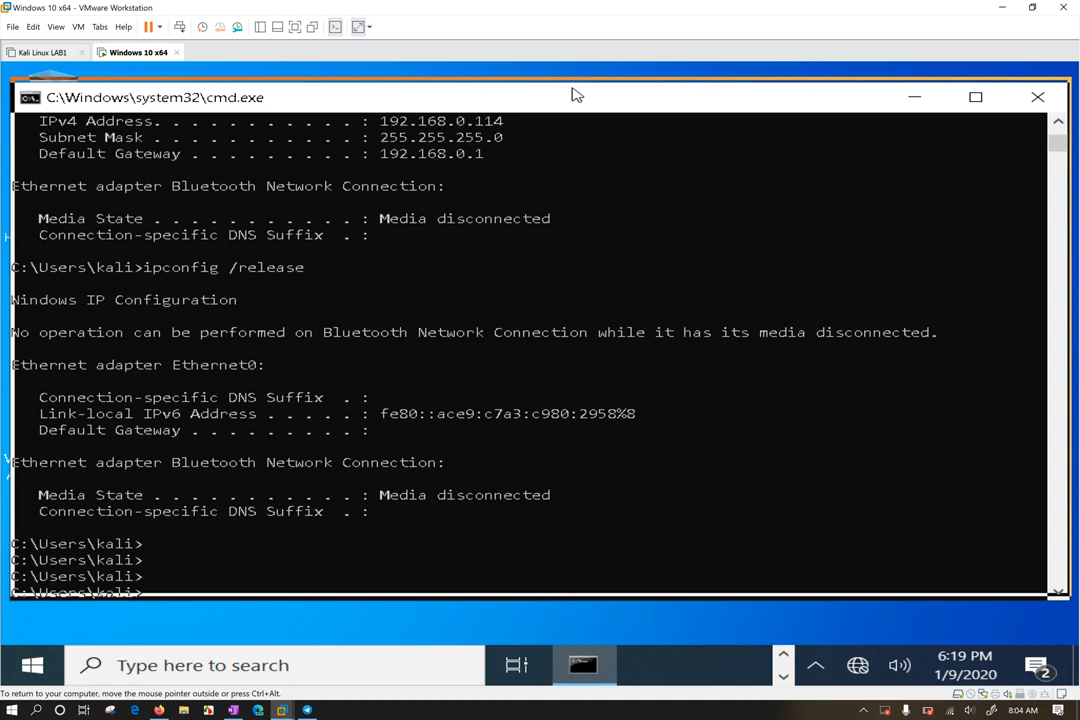 Windows 10 x64 - VMware Workstation
File Edit View VM Tabs Help
Kali Linux LAB1 Windows 10 x64
C:\Windows\system32\cmd.exe
IPv4 Address. . . . . . . . . . . : 192.168.0.114
Subnet Mask . . . . . . . . . . . : 255.255.255.0
Default Gateway . . . . . . . . . : 192.168.0.1
Ethernet adapter Bluetooth Network Connection:
Media State . . . . . . . . . . . : Media disconnected
Connection-specific DNS Suffix  . :
C:\Users\kali>ipconfig /release
Windows IP Configuration
No operation can be performed on Bluetooth Network Connection while it has its media disconnected.
Ethernet adapter Ethernet0:
Connection-specific DNS Suffix  . :
Link-local IPv6 Address . . . . . : fe80::ace9:c7a3:c980:2958%8
Default Gateway . . . . . . . . . :
Ethernet adapter Bluetooth Network Connection:
Media State . . . . . . . . . . . : Media disconnected
Connection-specific DNS Suffix  . :
C:\Users\kali>
C:\Users\kali>
C:\Users\kali>
C:\Users\kali>
Type here to search
6:19 PM
1/9/2020
2
To return to your computer, move the mouse pointer outside or press Ctrl+Alt.
8:04 AM